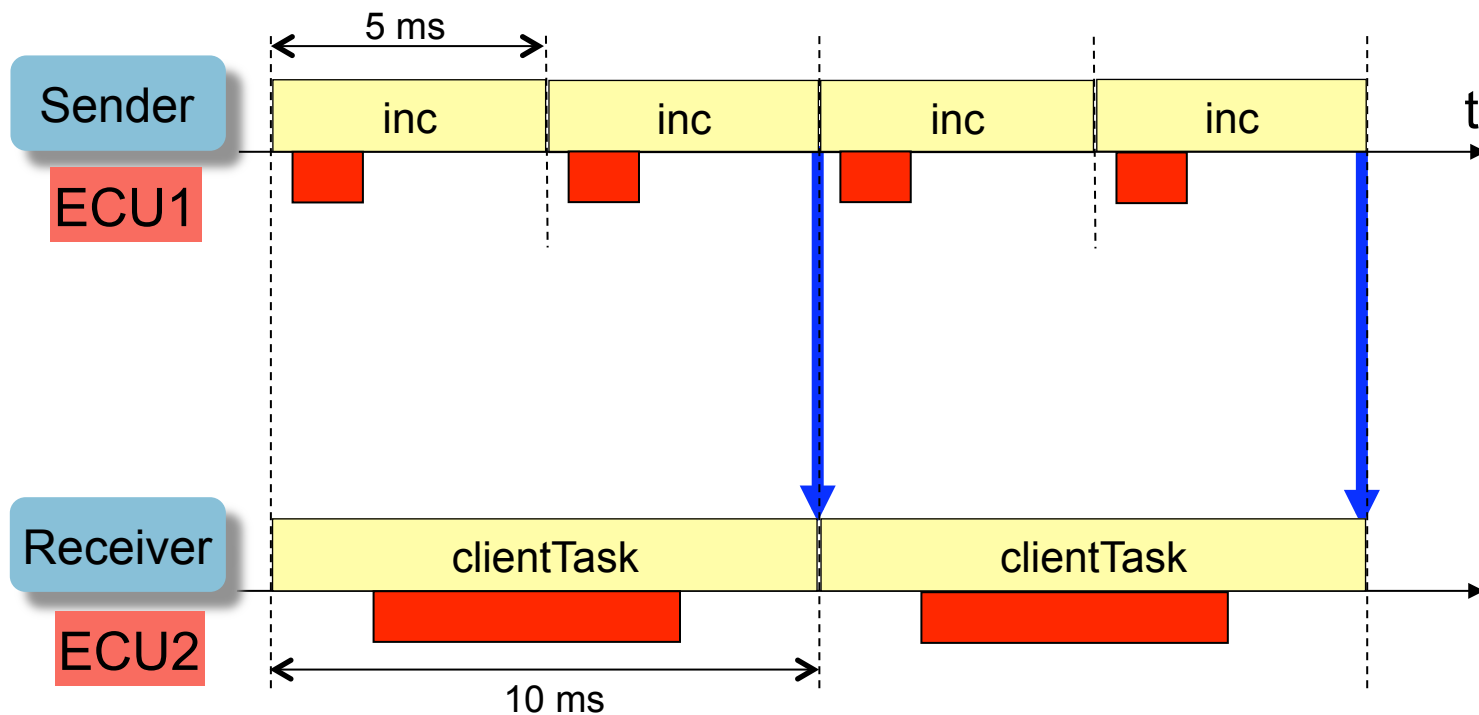 5 ms
Sender
inc
inc
inc
inc
t
ECU1
Receiver
clientTask
clientTask
ECU2
10 ms